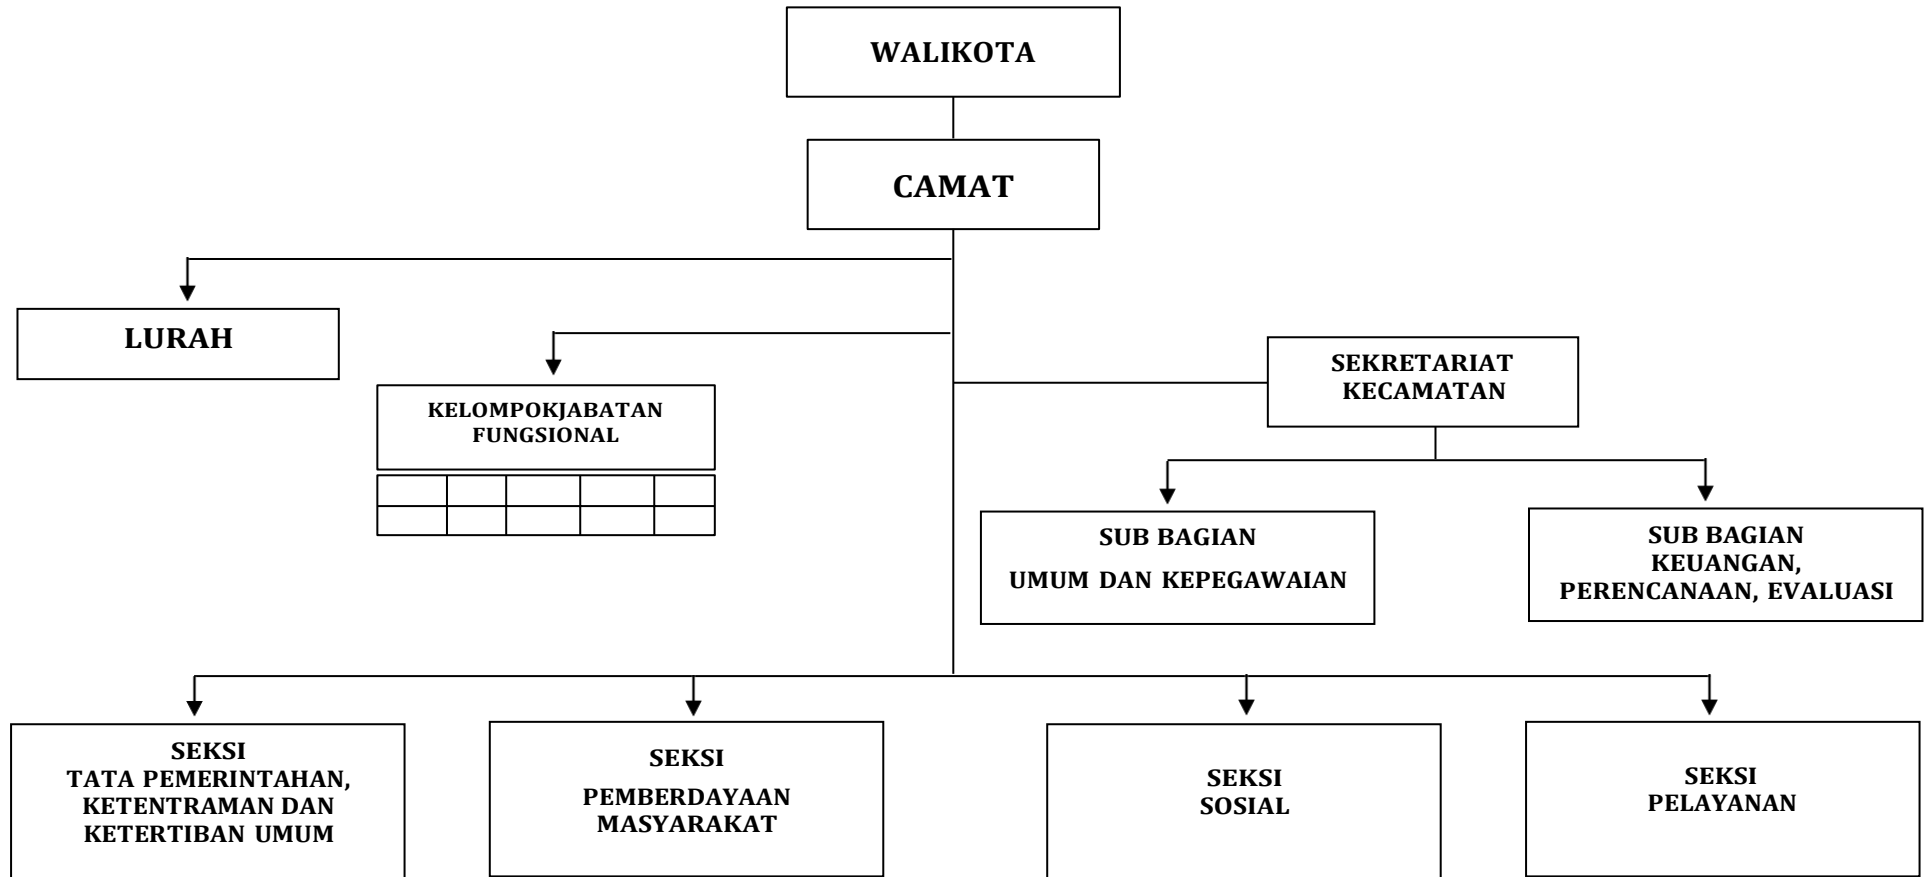 WALIKOTA
CAMAT
LURAH
KELOMPOKJABATAN
FUNGSIONAL
SEKRETARIAT
KECAMATAN
SUB BAGIAN
UMUM DAN KEPEGAWAIAN
SUB BAGIAN
KEUANGAN,
PERENCANAAN, EVALUASI
SEKSI
TATA PEMERINTAHAN,
KETENTRAMAN DAN
KETERTIBAN UMUM
SEKSI
PEMBERDAYAAN
MASYARAKAT
SEKSI
SOSIAL
SEKSI
PELAYANAN